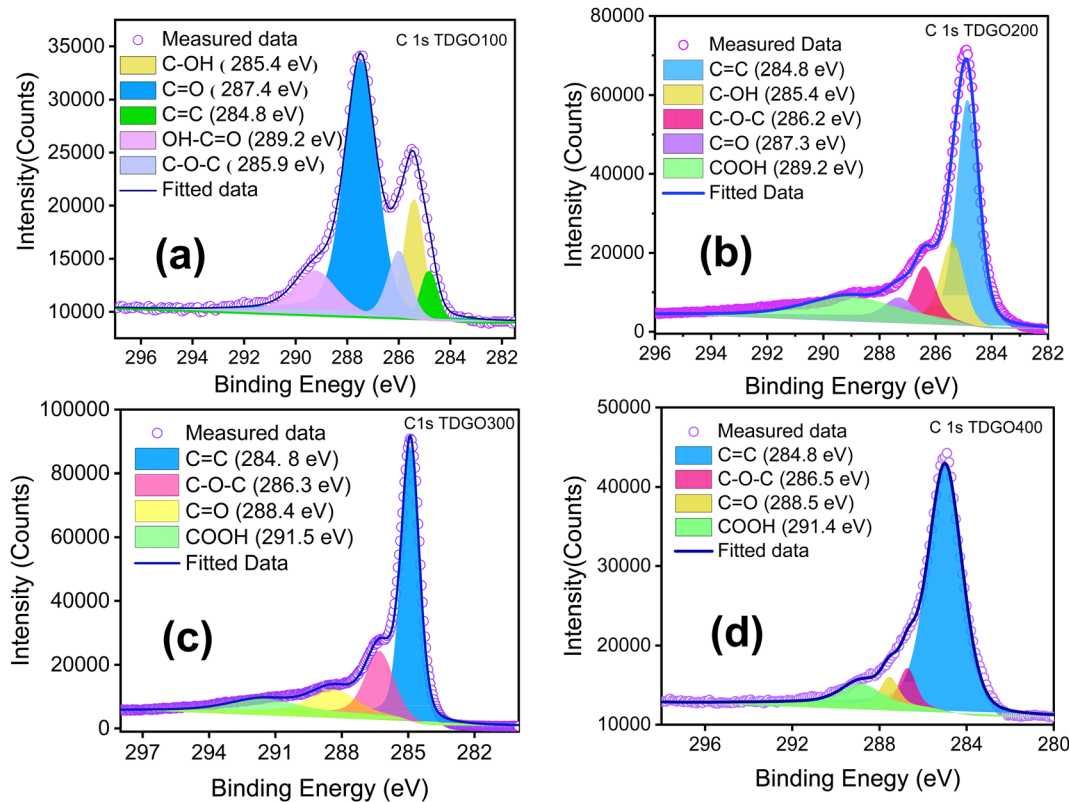 (a)
C 1s TDGO100
Measured data
C-OH ( 285.4 eV)
C=O ( 287.4 eV)
C=C (284.8 eV)
OH-C=O (289.2 eV)
C-O-C ( 285.9 eV)
Fitted data
Intensity(Counts)
35000
30000
25000
20000
15000
10000
296 294 292 290 288 286 284 282
Binding Energy (eV)
(b)
C 1s TDGO200
Measured Data
C=C (284.8 eV)
C-OH (285.4 eV)
C-O-C (286.2 eV)
C=O (287.3 eV)
COOH (289.2 eV)
Fitted Data
Intensity (Counts)
80000
60000
40000
20000
0
296 294 292 290 288 286 284 282
Binding Energy (eV)
(c)
C1s TDGO300
Measured data
C=C (284. 8 eV)
C-O-C (286.3 eV)
C=O (288.4 eV)
COOH (291.5 eV)
Fitted Data
Intensity (Counts)
100000
80000
60000
40000
20000
0
297 294 291 288 285 282
Binding Energy (eV)
(d)
C 1s TDGO400
Measured data
C=C (284.8 eV)
C-O-C (286.5 eV)
C=O (288.5 eV)
COOH (291.4 eV)
Fitted data
Intensity(Counts)
50000
40000
30000
20000
10000
296 292 288 284 280
Binding Energy (eV)